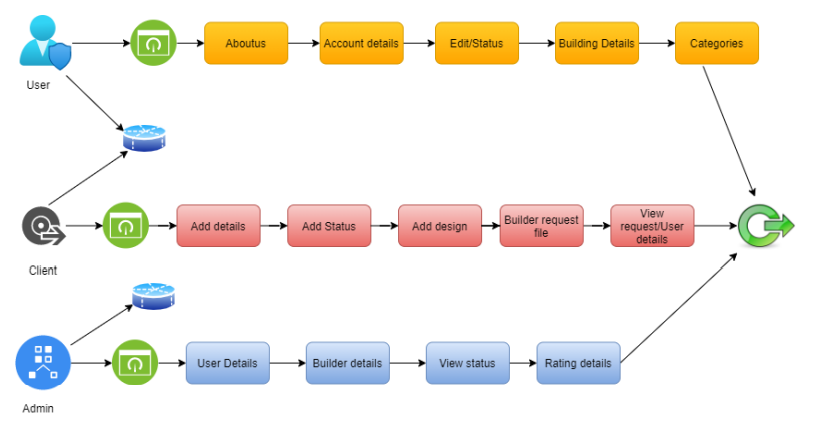 Aboutus
Account details
Edit/Status
Building Details
Categories
User
Add details
Add Status
Add design
Builder request
file
View
request/User
details
Client
User Details
Builder details
View status
Rating details
Admin